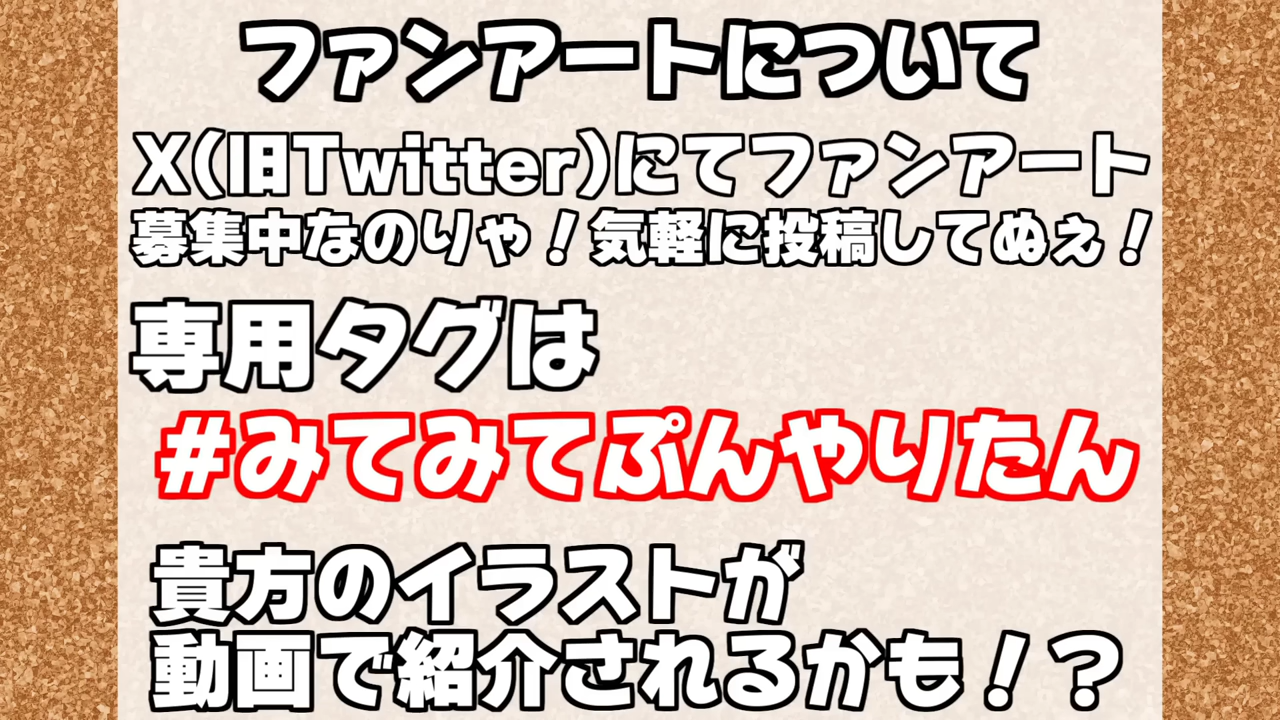 ファンアートについて
X(旧Twitter)にてファンアート
募集中なのりゃ！気軽に投稿してぬぇ！
専用タグは
#みてみてぷんやりたん
貴方のイラストが
動画で紹介されるかも！？